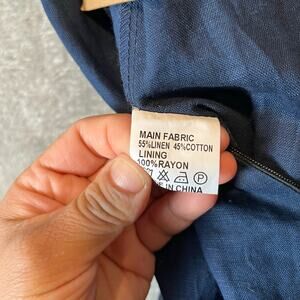 MAIN FABRIC
55%LINEN 45%COTTON
LINING
100%RAYON
P
IN CHINA